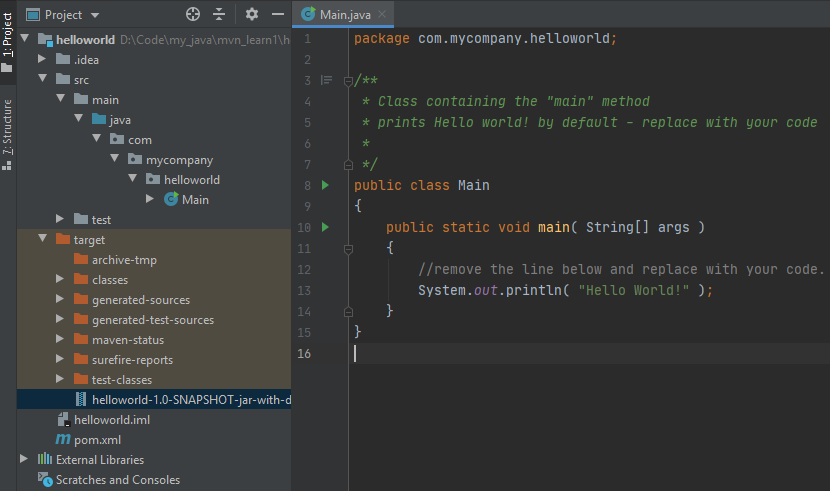 1: Project
7: Structure
Project
helloworld D:\Code\my_java\mvn_learn1\h
.idea
src
main
java
com
mycompany
helloworld
Main
test
target
archive-tmp
classes
generated-sources
generated-test-sources
maven-status
surefire-reports
test-classes
helloworld-1.0-SNAPSHOT-jar-with-d
helloworld.iml
pom.xml
External Libraries
Scratches and Consoles
Main.java
1 package com.mycompany.helloworld;
2
3 /**
4 * Class containing the "main" method
5 * prints Hello world! by default - replace with your code
6 *
7 */
8 public class Main
9 {
10 public static void main( String[] args )
11 {
12 //remove the line below and replace with your code.
13 System.out.println( "Hello World!" );
14 }
15 }
16